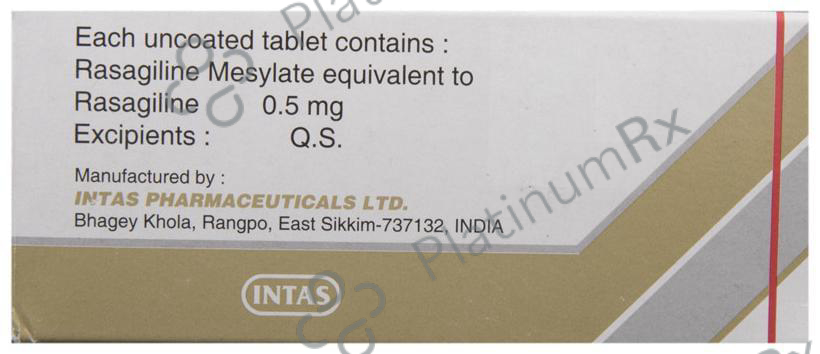 Each uncoated tablet contains :
Rasagiline Mesylate equivalent to
Rasagiline 0.5 mg
Excipients : Q.S.
Manufactured by :
INTAS PHARMACEUTICALS LTD.
Bhagey Khola, Rangpo, East Sikkim-737132, INDIA
INTAS
PlatinumRx